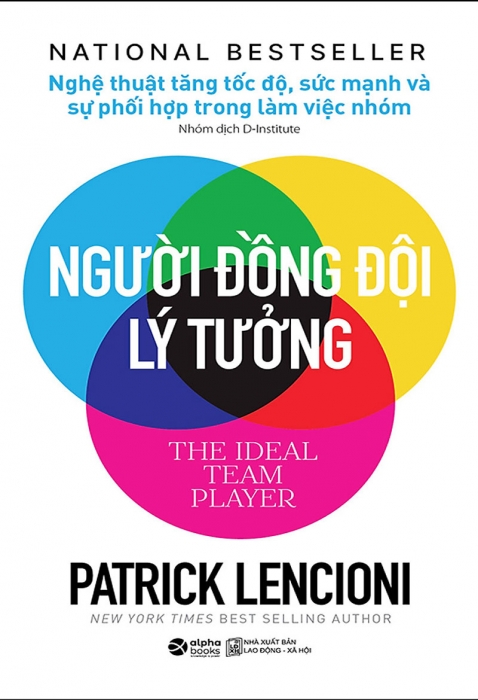 NATIONAL BESTSELLER
Nghệ thuật tăng tốc độ, sức mạnh và
sự phối hợp trong làm việc nhóm
Nhóm dịch D-Institute
NGƯỜI ĐỒNG ĐỘI
LÝ TƯỞNG
THE IDEAL
TEAM
PLAYER
PATRICK LENCIONI
NEW YORK TIMES BEST SELLING AUTHOR
alpha
books
NHÀ XUẤT BẢN
LAO ĐỘNG - XÃ HỘI